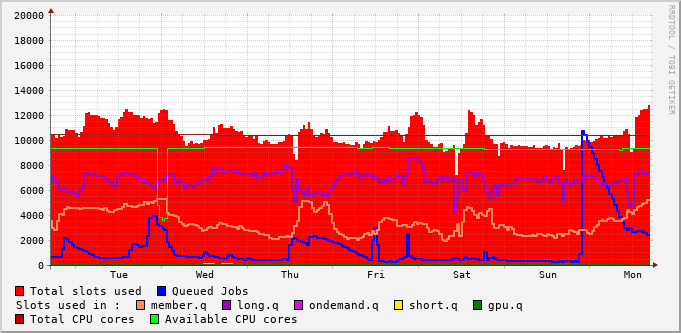 20000
18000
16000
14000
12000
10000
8000
6000
4000
2000
0
Tue Wed Thu Fri Sat Sun Mon
RRDTOOL / TOBI OETIKER
Total slots used Queued Jobs
Slots used in : member.q long.q ondemand.q short.q gpu.q
Total CPU cores Available CPU cores